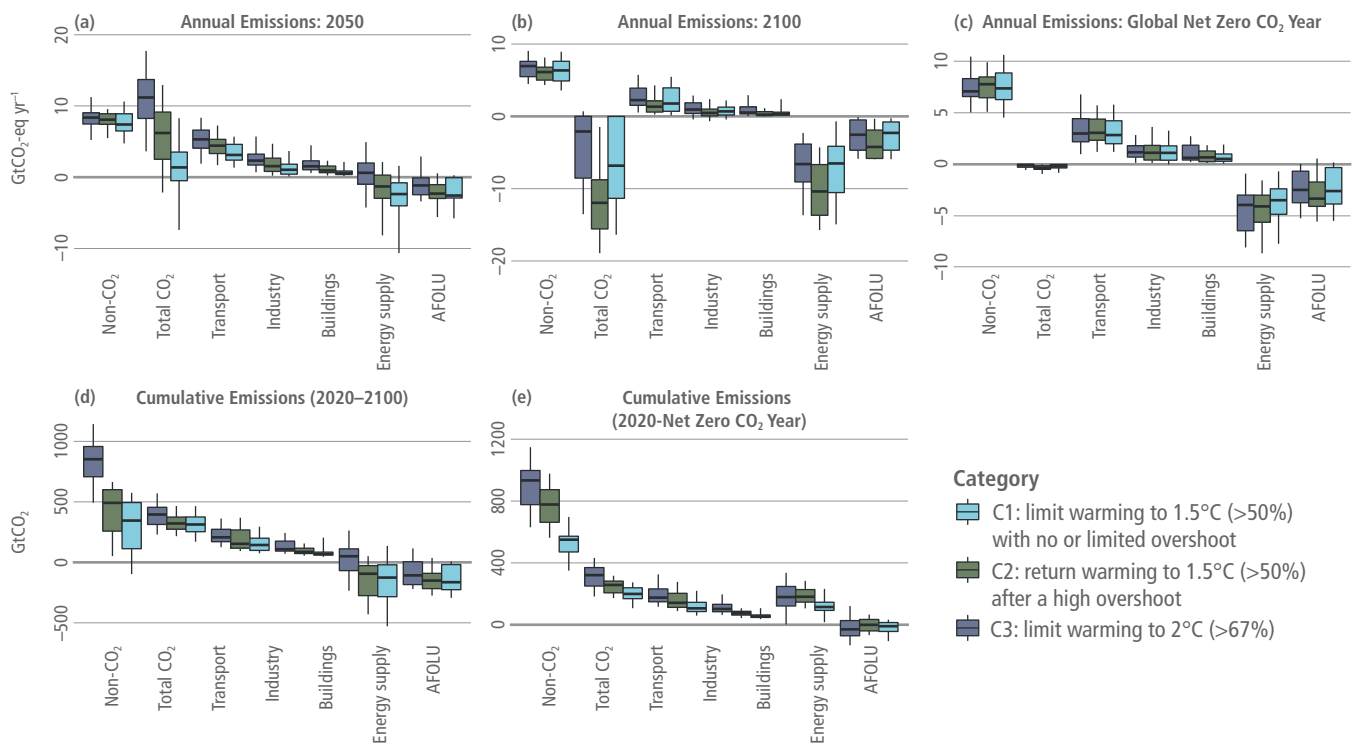 (a) Annual Emissions: 2050
20
10
0
−10
GtCO₂-eq yr⁻¹
Non-CO₂
Total CO₂
Transport
Industry
Buildings
Energy supply
AFOLU
(b) Annual Emissions: 2100
10
0
−10
−20
Non-CO₂
Total CO₂
Transport
Industry
Buildings
Energy supply
AFOLU
(c) Annual Emissions: Global Net Zero CO₂ Year
10
5
0
−5
−10
Non-CO₂
Total CO₂
Transport
Industry
Buildings
Energy supply
AFOLU
(d) Cumulative Emissions (2020–2100)
1000
500
0
−500
GtCO₂
Non-CO₂
Total CO₂
Transport
Industry
Buildings
Energy supply
AFOLU
(e) Cumulative Emissions
(2020-Net Zero CO₂ Year)
1200
800
400
0
Non-CO₂
Total CO₂
Transport
Industry
Buildings
Energy supply
AFOLU
Category
C1: limit warming to 1.5°C (>50%)
with no or limited overshoot
C2: return warming to 1.5°C (>50%)
after a high overshoot
C3: limit warming to 2°C (>67%)